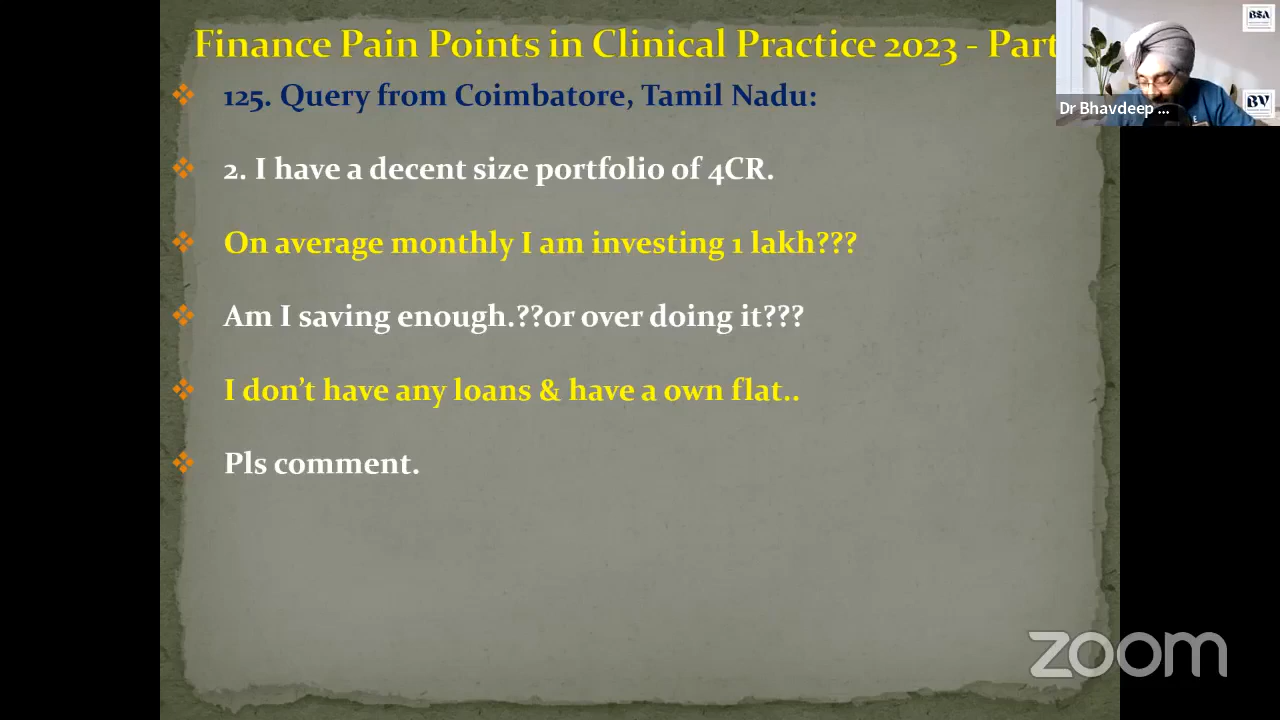 Finance Pain Points in Clinical Practice 2023 - Part
BSA
Dr Bhavdeep ...
BV
125. Query from Coimbatore, Tamil Nadu:
2. I have a decent size portfolio of 4CR.
On average monthly I am investing 1 lakh???
Am I saving enough.??or over doing it???
I don't have any loans & have a own flat..
Pls comment.
zoom